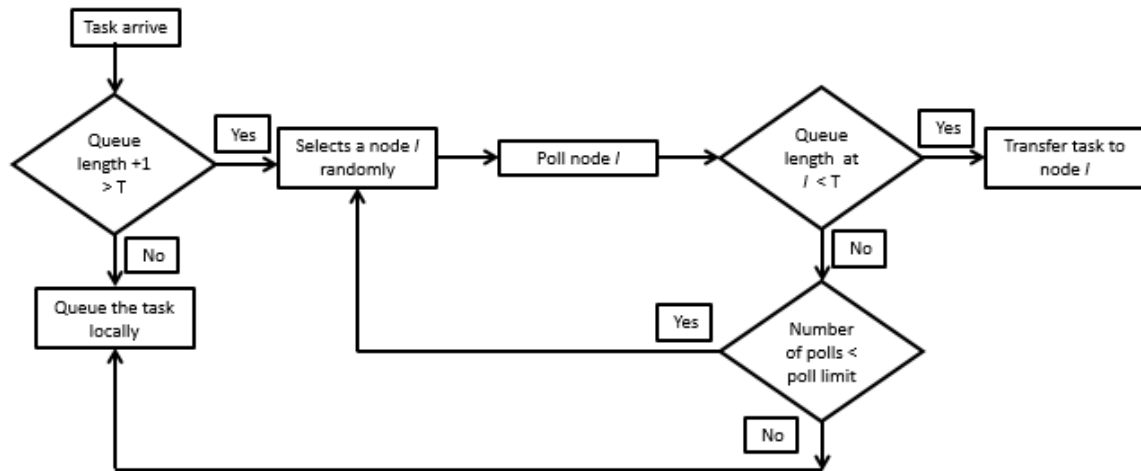 Task arrive
Queue
length +1
> T
Yes
No
Queue the task
locally
Selects a node I
randomly
Poll node I
Queue
length at
I < T
Yes
Transfer task to
node I
No
Number
of polls <
poll limit
Yes
No